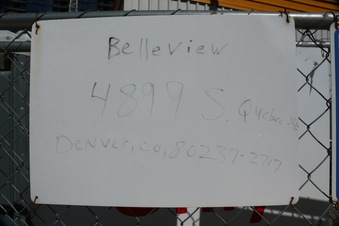 Belleview
4899 S. Quebec St
Denver, Co, 80237-2717